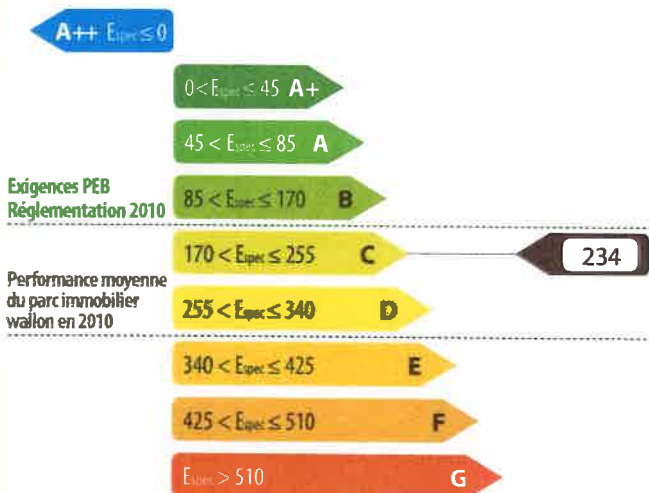 A++ Espec ≤ 0
0 < Espec ≤ 45 A+
45 < Espec ≤ 85 A
Exigences PEB
Réglementation 2010
85 < Espec ≤ 170 B
170 < Espec ≤ 255 C
234
Performance moyenne
du parc immobilier
wallon en 2010
255 < Espec ≤ 340 D
340 < Espec ≤ 425 E
425 < Espec ≤ 510 F
Espec > 510 G